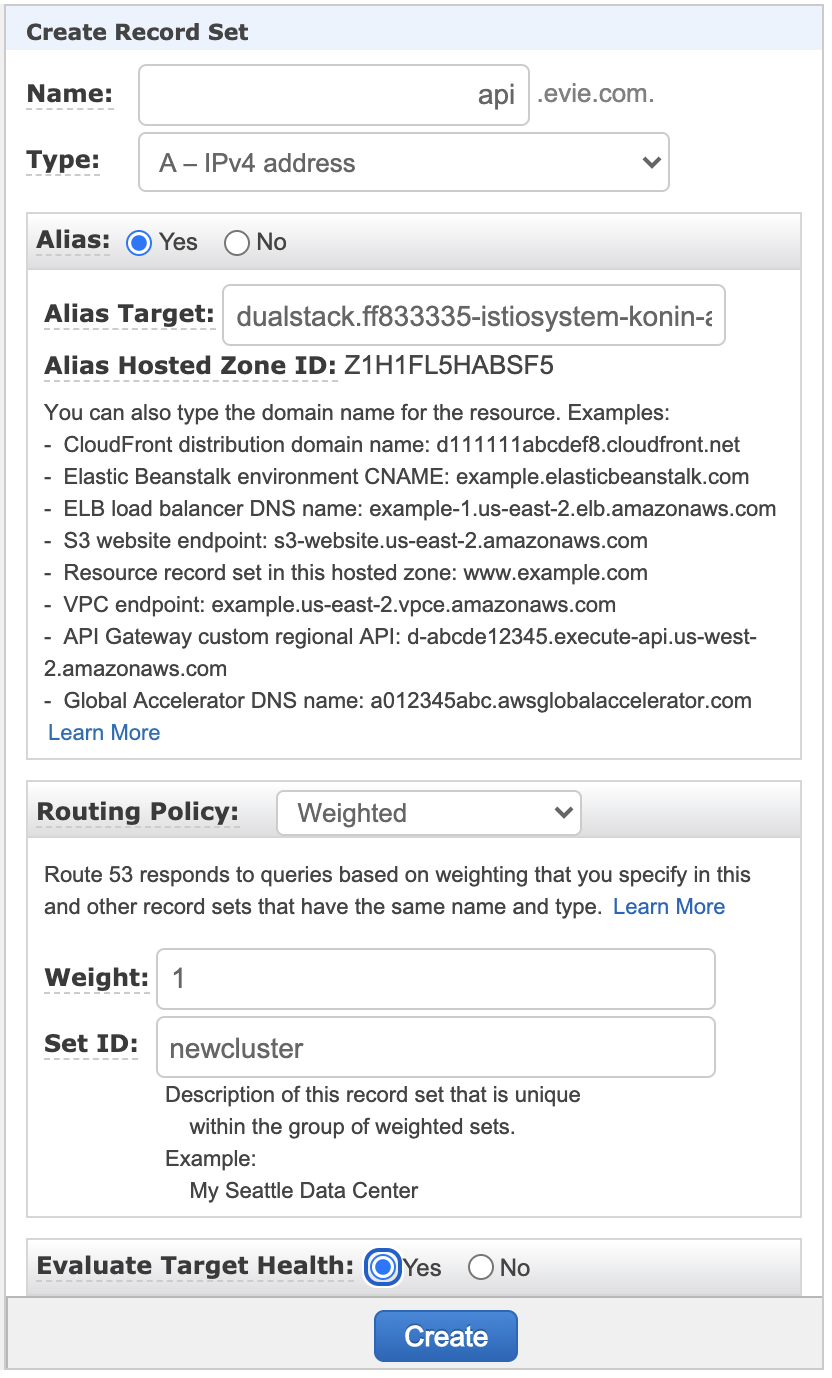 Create Record Set
Name: api .evie.com.
Type: A – IPv4 address
Alias: Yes No
Alias Target: dualstack.ff833335-istiosystem-konin-a
Alias Hosted Zone ID: Z1H1FL5HABSF5
You can also type the domain name for the resource. Examples:
- CloudFront distribution domain name: d111111abcdef8.cloudfront.net
- Elastic Beanstalk environment CNAME: example.elasticbeanstalk.com
- ELB load balancer DNS name: example-1.us-east-2.elb.amazonaws.com
- S3 website endpoint: s3-website.us-east-2.amazonaws.com
- Resource record set in this hosted zone: www.example.com
- VPC endpoint: example.us-east-2.vpce.amazonaws.com
- API Gateway custom regional API: d-abcde12345.execute-api.us-west-
2.amazonaws.com
- Global Accelerator DNS name: a012345abc.awsglobalaccelerator.com
Learn More
Routing Policy: Weighted
Route 53 responds to queries based on weighting that you specify in this
and other record sets that have the same name and type. Learn More
Weight: 1
Set ID: newcluster
Description of this record set that is unique
within the group of weighted sets.
Example:
My Seattle Data Center
Evaluate Target Health: Yes No
Create